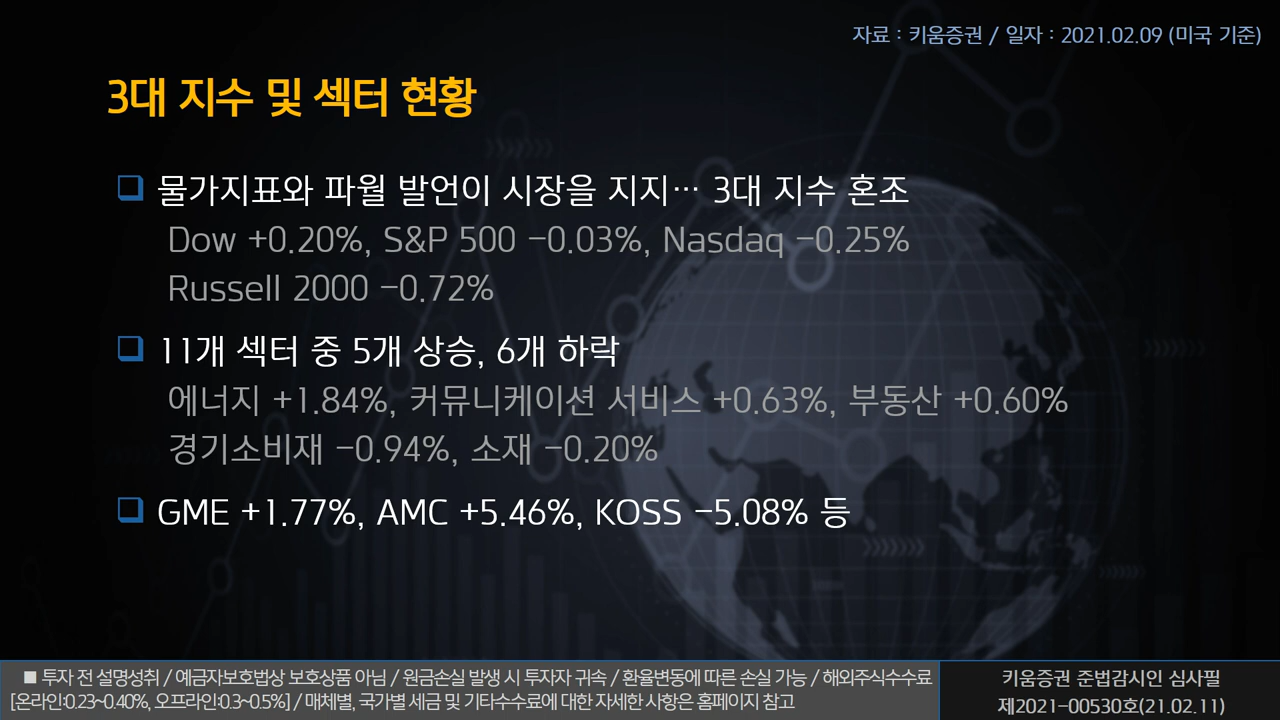 자료 : 키움증권 / 일자 : 2021.02.09 (미국 기준)
3대 지수 및 섹터 현황
❑ 물가지표와 파월 발언이 시장을 지지… 3대 지수 혼조
Dow +0.20%, S&P 500 -0.03%, Nasdaq -0.25%
Russell 2000 -0.72%
❑ 11개 섹터 중 5개 상승, 6개 하락
에너지 +1.84%, 커뮤니케이션 서비스 +0.63%, 부동산 +0.60%
경기소비재 -0.94%, 소재 -0.20%
❑ GME +1.77%, AMC +5.46%, KOSS -5.08% 등
■ 투자 전 설명성취 / 예금자보호법상 보호상품 아님 / 원금손실 발생 시 투자자 귀속 / 환율변동에 따른 손실 가능 / 해외주식수수료
[온라인:0.23~0.40%, 오프라인:0.3~0.5%] / 매체별, 국가별 세금 및 기타수수료에 대한 자세한 사항은 홈페이지 참고
키움증권 준법감시인 심사필
제2021-00530호(21.02.11)